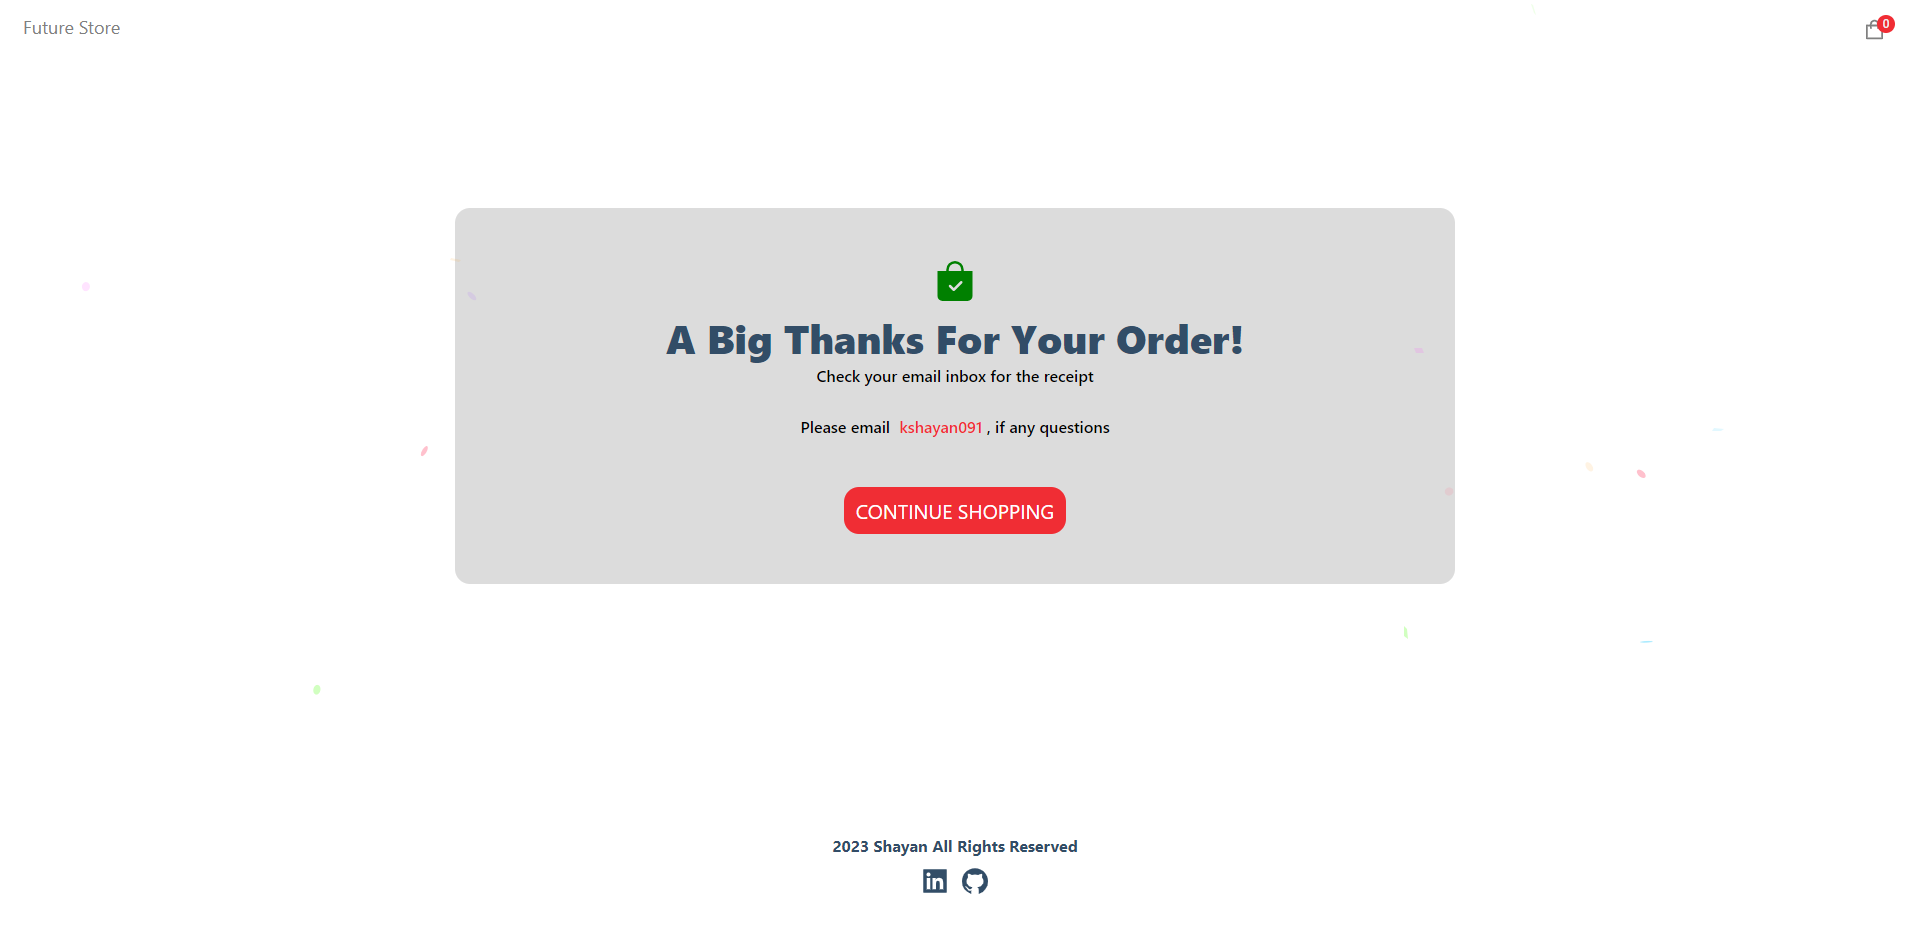 Future Store
0
A Big Thanks For Your Order!
Check your email inbox for the receipt
Please email kshayan091, if any questions
CONTINUE SHOPPING
2023 Shayan All Rights Reserved
in